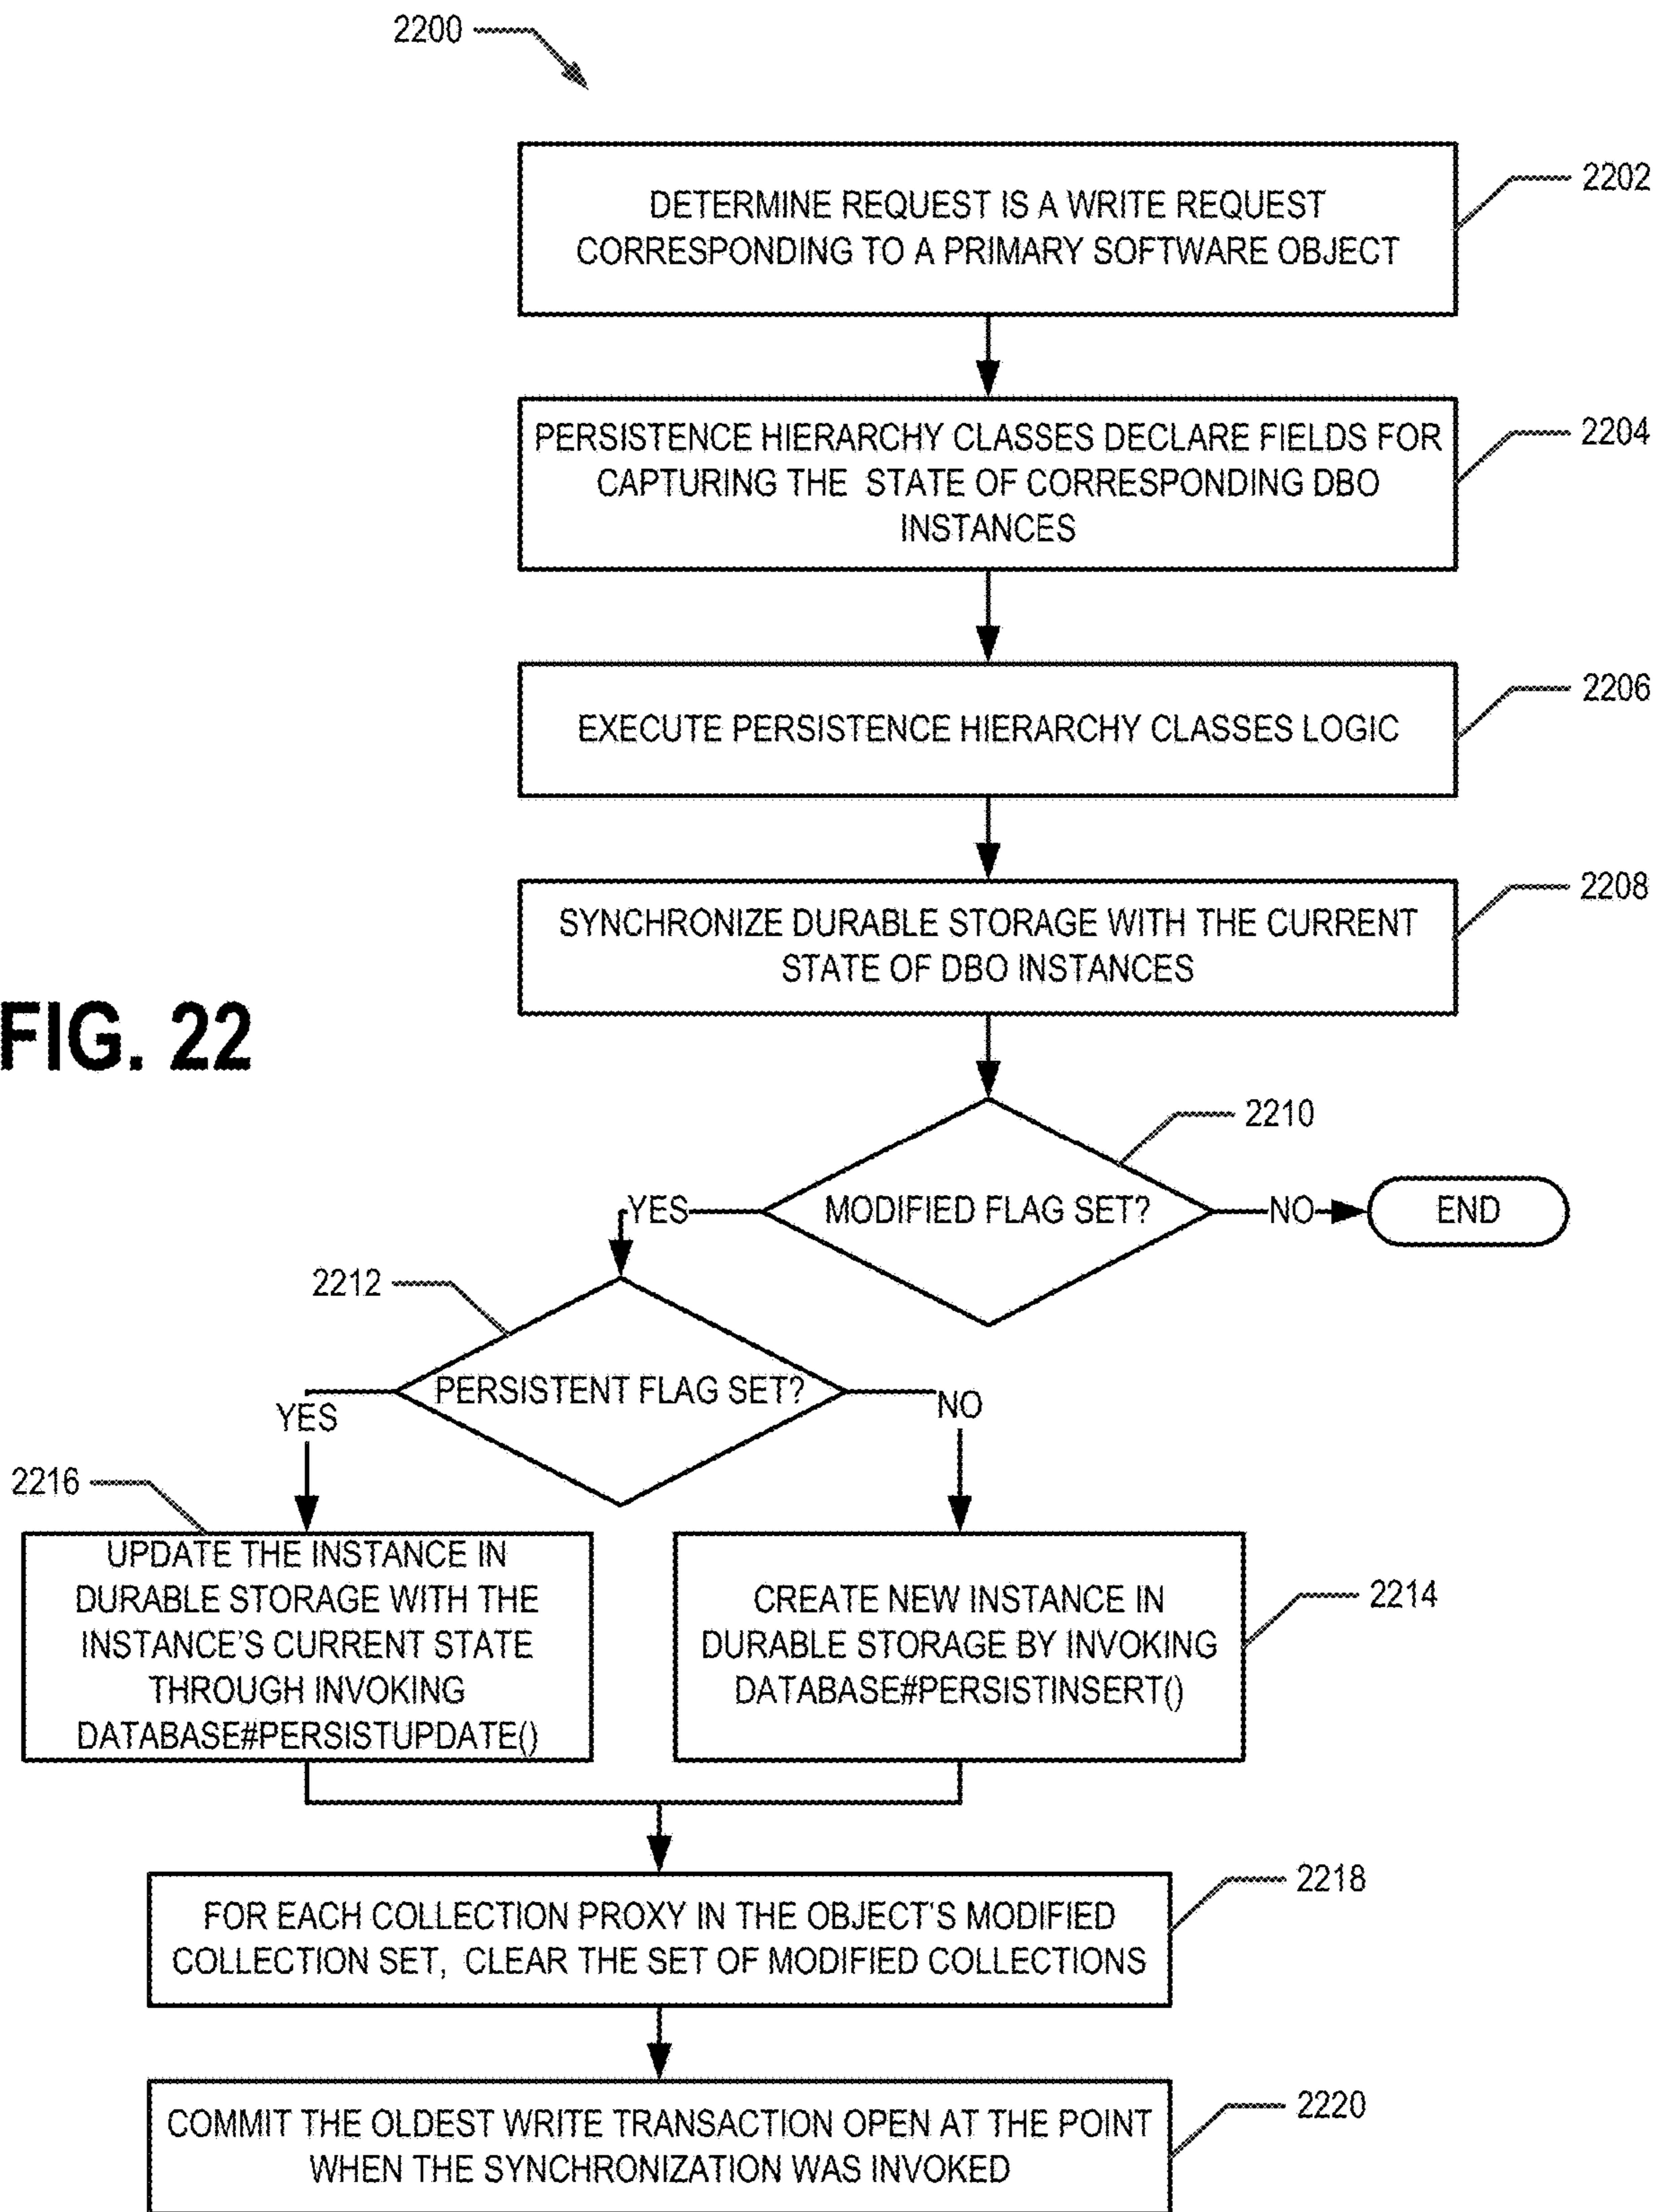 2200
DETERMINE REQUEST IS A WRITE REQUEST
CORRESPONDING TO A PRIMARY SOFTWARE OBJECT
2202
PERSISTENCE HIERARCHY CLASSES DECLARE FIELDS FOR
CAPTURING THE STATE OF CORRESPONDING DBO
INSTANCES
2204
EXECUTE PERSISTENCE HIERARCHY CLASSES LOGIC
2206
SYNCHRONIZE DURABLE STORAGE WITH THE CURRENT
STATE OF DBO INSTANCES
2208
FIG. 22
2210
MODIFIED FLAG SET?
YES
NO
END
2212
PERSISTENT FLAG SET?
YES
NO
2216
UPDATE THE INSTANCE IN
DURABLE STORAGE WITH THE
INSTANCE'S CURRENT STATE
THROUGH INVOKING
DATABASE#PERSISTUPDATE()
CREATE NEW INSTANCE IN
DURABLE STORAGE BY INVOKING
DATABASE#PERSISTINSERT()
2214
FOR EACH COLLECTION PROXY IN THE OBJECT'S MODIFIED
COLLECTION SET, CLEAR THE SET OF MODIFIED COLLECTIONS
2218
COMMIT THE OLDEST WRITE TRANSACTION OPEN AT THE POINT
WHEN THE SYNCHRONIZATION WAS INVOKED
2220